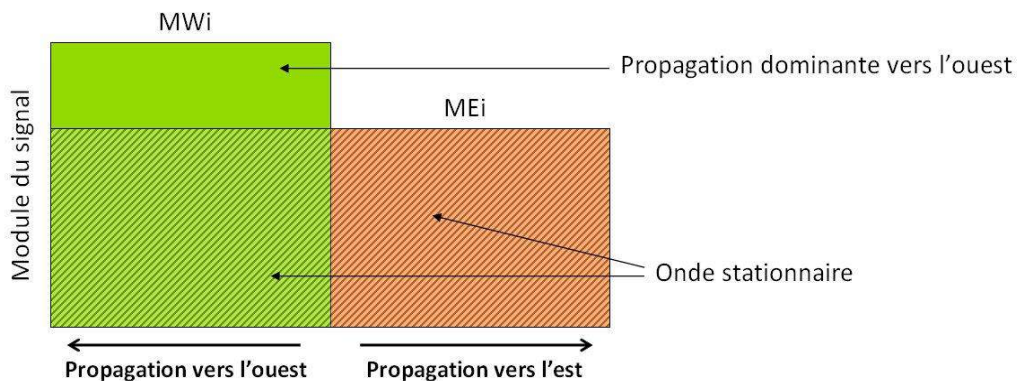 MWi
Propagation dominante vers l'ouest
MEi
Module du signal
Onde stationnaire
Propagation vers l'ouest
Propagation vers l'est